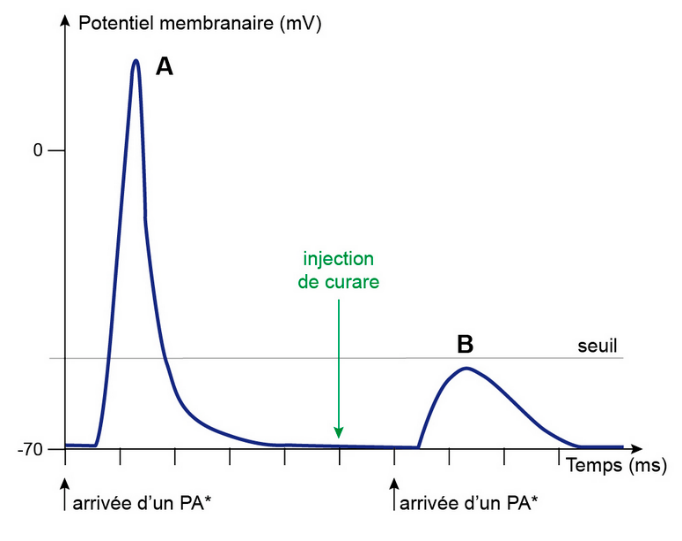 Potentiel membranaire (mV)
A
0
injection
de curare
B
seuil
-70
Temps (ms)
arrivée d'un PA*
arrivée d'un PA*